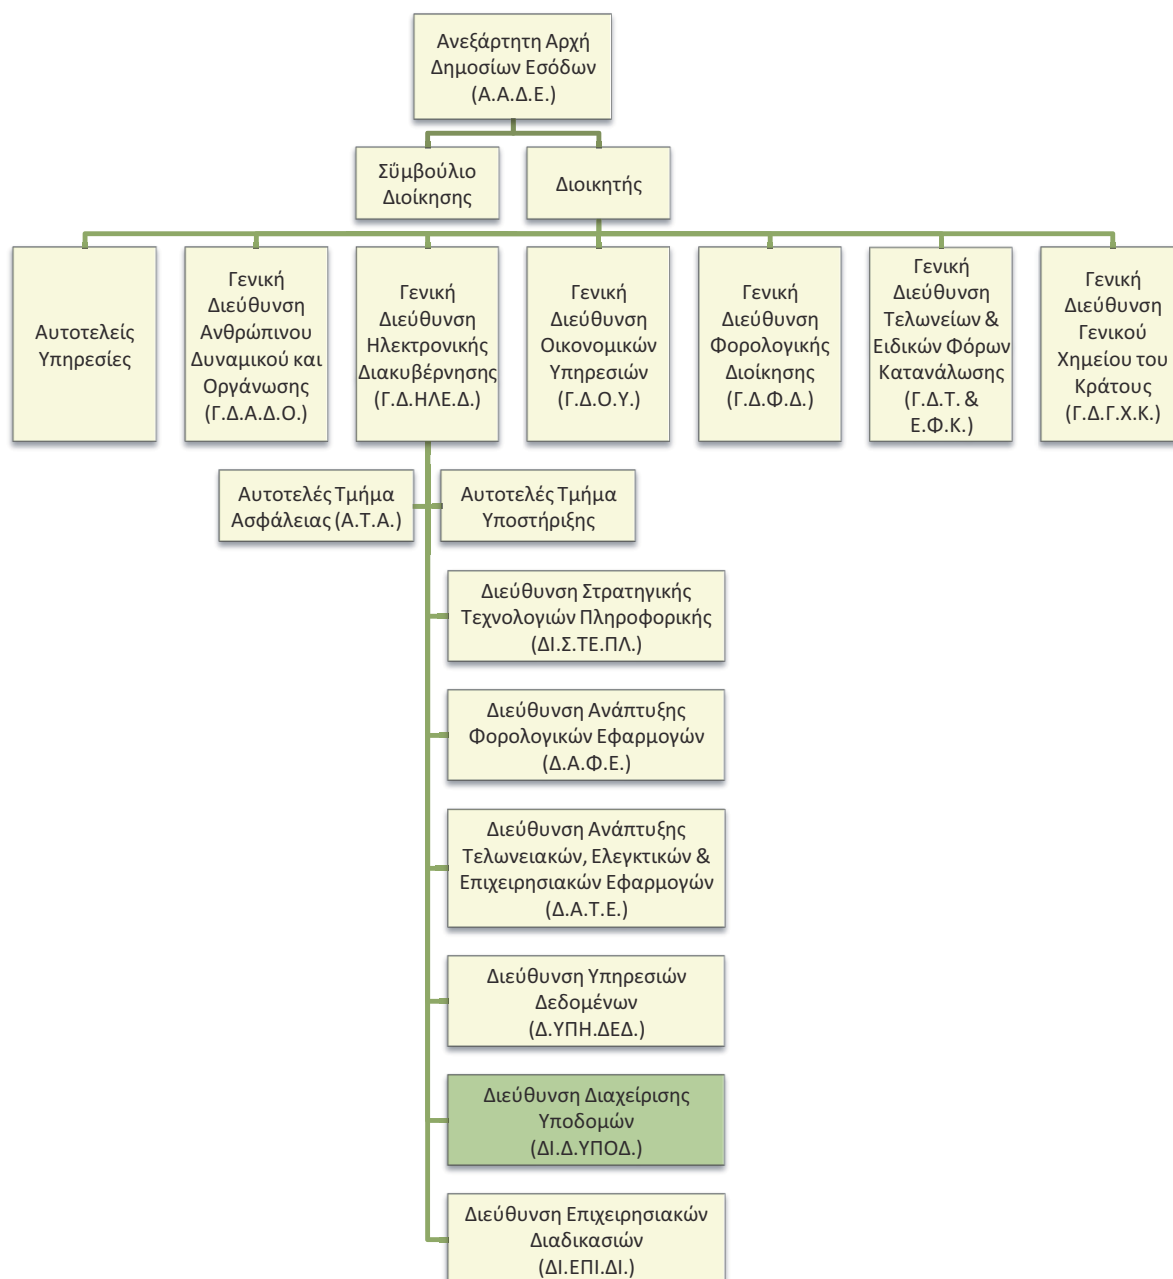 Ανεξάρτητη Αρχή
Δημοσίων Εσόδων
(Α.Α.Δ.Ε.)
Σΰμβούλιο
Διοίκησης
Διοικητής
Αυτοτελείς
Υπηρεσίες
Γενική
Διεύθυνση
Ανθρώπινου
Δυναμικού και
Οργάνωσης
(Γ.Δ.Α.Δ.Ο.)
Γενική
Διεύθυνση
Ηλεκτρονικής
Διακυβέρνησης
(Γ.Δ.ΗΛΕ.Δ.)
Γενική
Διεύθυνση
Οικονομικών
Υπηρεσιών
(Γ.Δ.Ο.Υ.)
Γενική
Διεύθυνση
Φορολογικής
Διοίκησης
(Γ.Δ.Φ.Δ.)
Γενική
Διεύθυνση
Τελωνείων &
Ειδικών Φόρων
Κατανάλωσης
(Γ.Δ.Τ. &
Ε.Φ.Κ.)
Γενική
Διεύθυνση
Γενικού
Χημείου του
Κράτους
(Γ.Δ.Γ.Χ.Κ.)
Αυτοτελές Τμήμα
Ασφάλειας (Α.Τ.Α.)
Αυτοτελές Τμήμα
Υποστήριξης
Διεύθυνση Στρατηγικής
Τεχνολογιών Πληροφορικής
(ΔΙ.Σ.ΤΕ.ΠΛ.)
Διεύθυνση Ανάπτυξης
Φορολογικών Εφαρμογών
(Δ.Α.Φ.Ε.)
Διεύθυνση Ανάπτυξης
Τελωνειακών, Ελεγκτικών &
Επιχειρησιακών Εφαρμογών
(Δ.Α.Τ.Ε.)
Διεύθυνση Υπηρεσιών
Δεδομένων
(Δ.ΥΠΗ.ΔΕΔ.)
Διεύθυνση Διαχείρισης
Υποδομών
(ΔΙ.Δ.ΥΠΟΔ.)
Διεύθυνση Επιχειρησιακών
Διαδικασιών
(ΔΙ.ΕΠΙ.ΔΙ.)